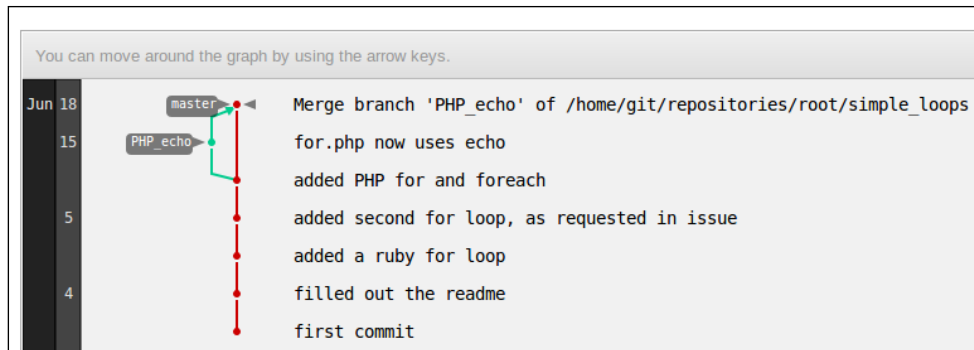 You can move around the graph by using the arrow keys.
Jun 18 master Merge branch 'PHP_echo' of /home/git/repositories/root/simple_loops
15 PHP_echo for.php now uses echo
added PHP for and foreach
5 added second for loop, as requested in issue
added a ruby for loop
4 filled out the readme
first commit